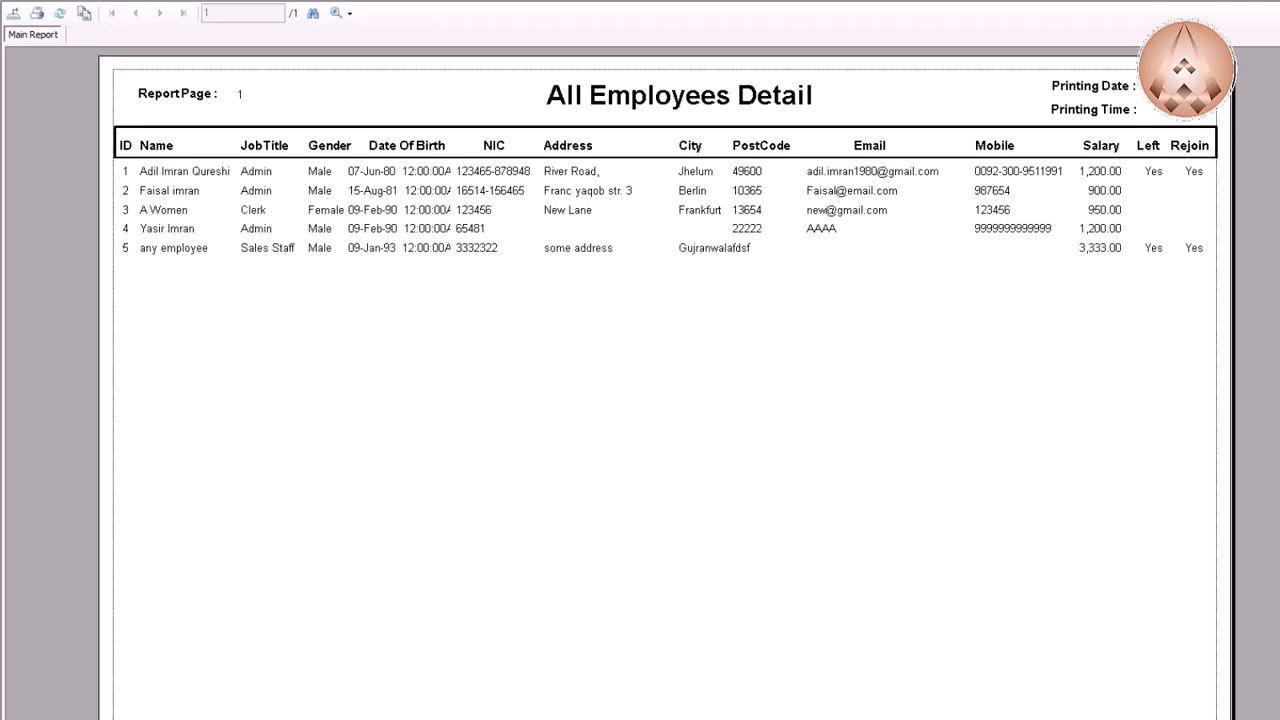 1 /1
Main Report
Report Page : 1
All Employees Detail
Printing Date :
Printing Time :
ID Name Job Title Gender Date Of Birth NIC Address City PostCode Email Mobile Salary Left Rejoin
1 Adil Imran Qureshi Admin Male 07-Jun-80 12:00:00A 123465-878948 River Road, Jhelum 49600 adil.imran1980@gmail.com 0092-300-9511991 1,200.00 Yes Yes
2 Faisal imran Admin Male 15-Aug-81 12:00:00A 16514-156465 Franc yaqob str. 3 Berlin 10365 Faisal@email.com 987654 900.00
3 A Women Clerk Female 09-Feb-90 12:00:00A 123456 New Lane Frankfurt 13654 new@gmail.com 123456 950.00
4 Yasir Imran Admin Male 09-Feb-90 12:00:00A 65481 22222 AAAA 9999999999999 1,200.00
5 any employee Sales Staff Male 09-Jan-93 12:00:00A 3332322 some address Gujranwalafdsf 3,333.00 Yes Yes